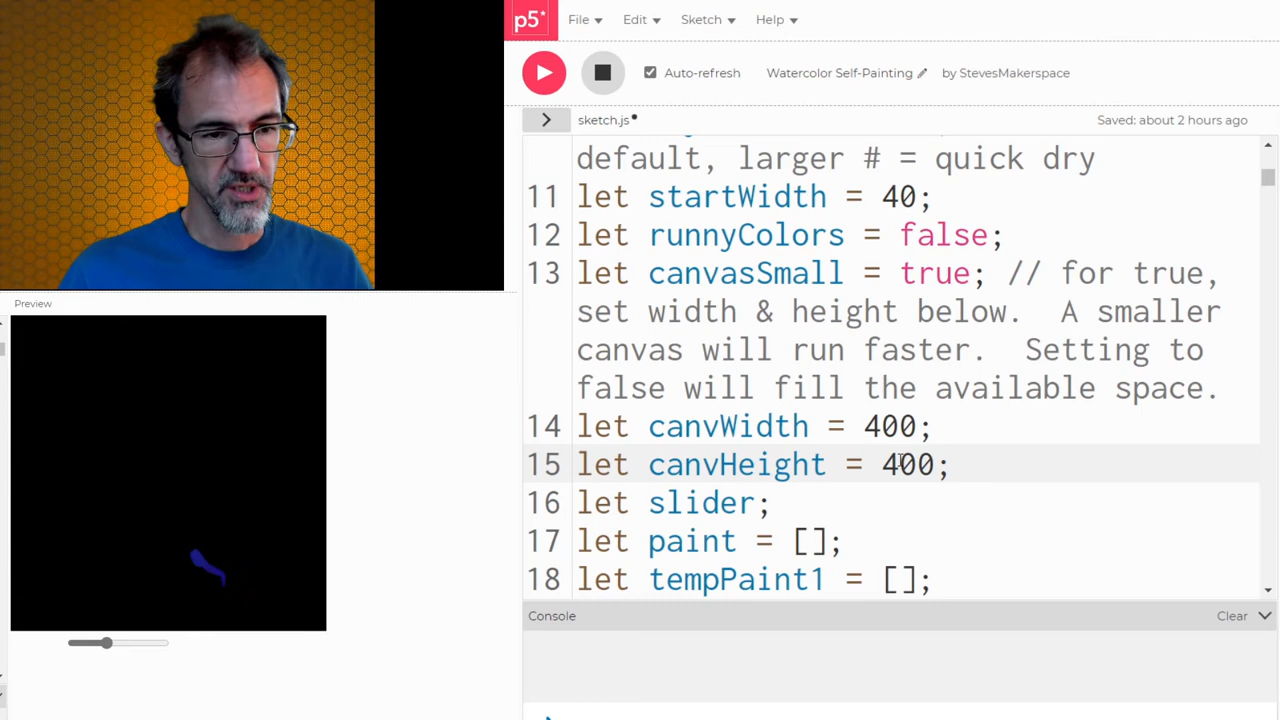 p5* File Edit Sketch Help
Auto-refresh Watercolor Self-Painting by StevesMakerspace
sketch.js• Saved: about 2 hours ago
default, larger # = quick dry
11 let startWidth = 40;
12 let runnyColors = false;
13 let canvasSmall = true; // for true,
set width & height below. A smaller
canvas will run faster. Setting to
false will fill the available space.
14 let canvWidth = 400;
15 let canvHeight = 400;
16 let slider;
17 let paint = [];
18 let tempPaint1 = [];
Console Clear
Preview